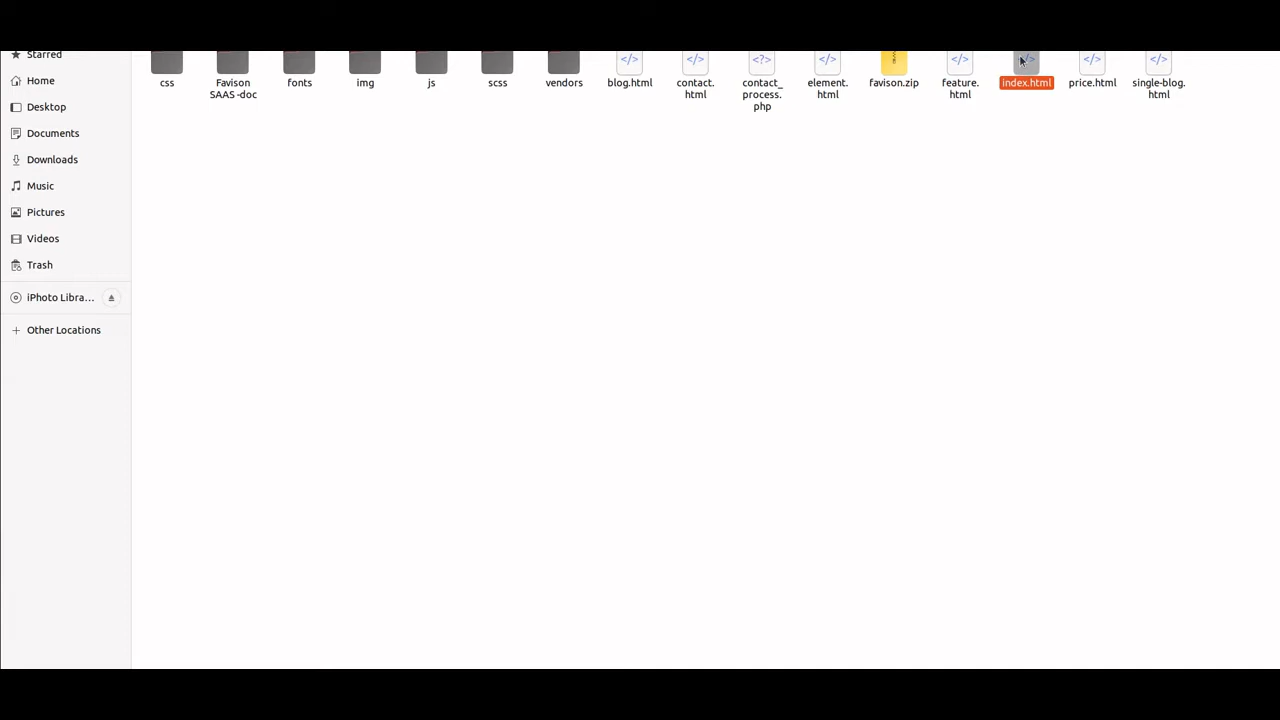 Starred
Home
Desktop
Documents
Downloads
Music
Pictures
Videos
Trash
iPhoto Libra...
Other Locations
css
Favison
SAAS -doc
fonts
img
js
scss
vendors
</>
blog.html
</>
contact.
html
<?>
contact_
process.
php
</>
element.
html
favison.zip
</>
feature.
html
</>
index.html
</>
price.html
</>
single-blog.
html